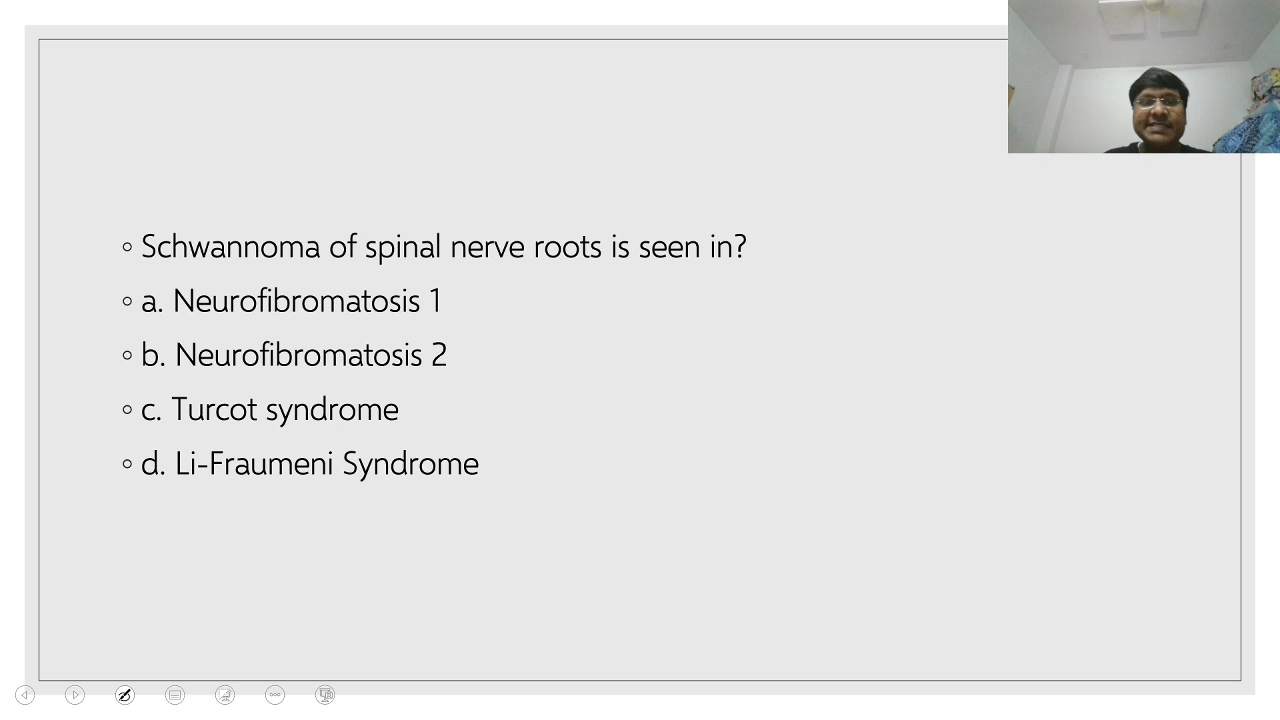 Schwannoma of spinal nerve roots is seen in?
a. Neurofibromatosis 1
b. Neurofibromatosis 2
c. Turcot syndrome
d. Li-Fraumeni Syndrome